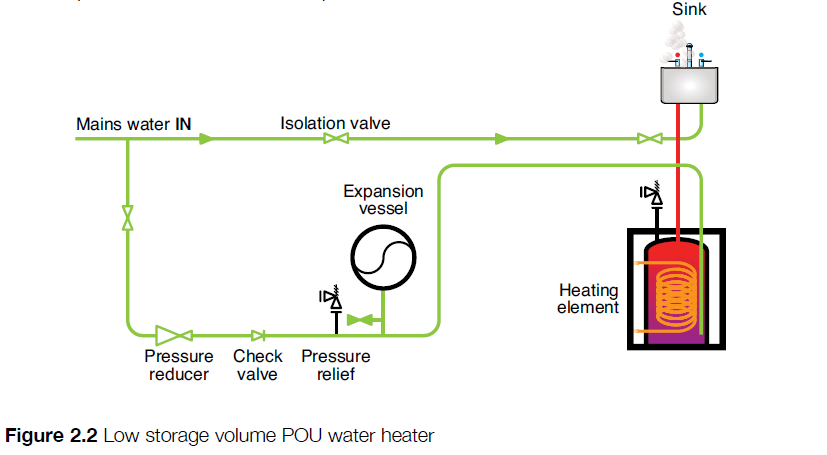 Sink
Mains water IN
Isolation valve
Expansion
vessel
Heating
element
Pressure
reducer
Check
valve
Pressure
relief
Figure 2.2 Low storage volume POU water heater